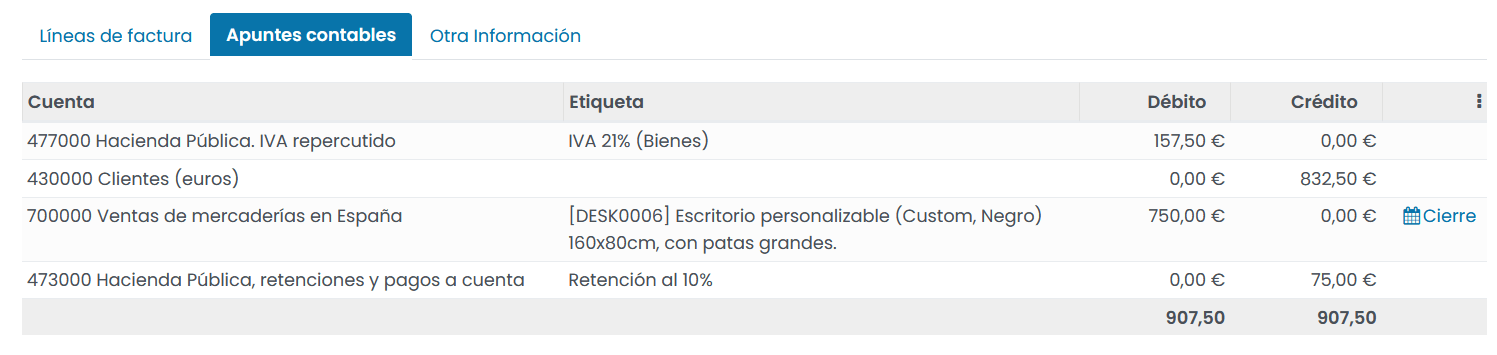 Líneas de factura Apuntes contables Otra Información
Cuenta Etiqueta Débito Crédito
477000 Hacienda Pública. IVA repercutido IVA 21% (Bienes) 157,50 € 0,00 €
430000 Clientes (euros) 0,00 € 832,50 €
700000 Ventas de mercaderías en España [DESK0006] Escritorio personalizable (Custom, Negro) 750,00 € 0,00 € Cierre
160x80cm, con patas grandes.
473000 Hacienda Pública, retenciones y pagos a cuenta Retención al 10% 0,00 € 75,00 €
907,50 907,50